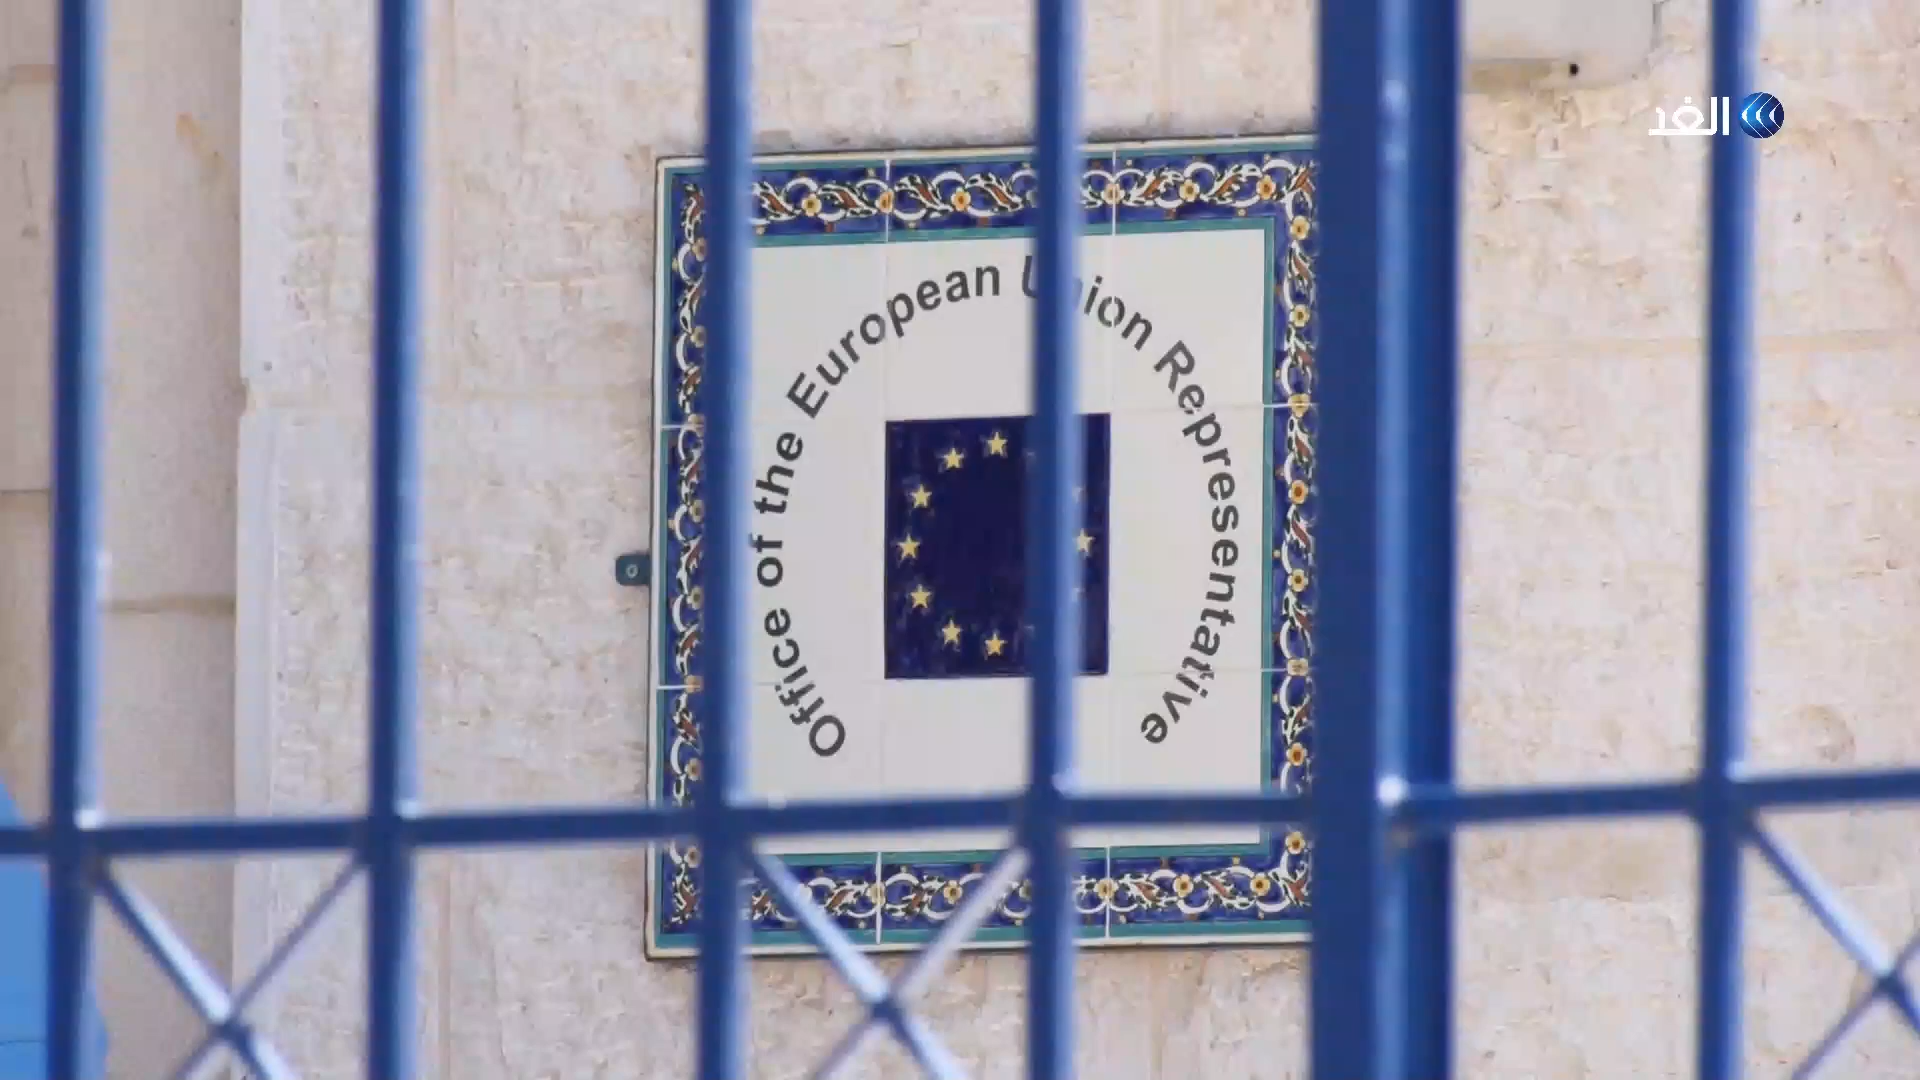 الغد
Office of the European Union Representative